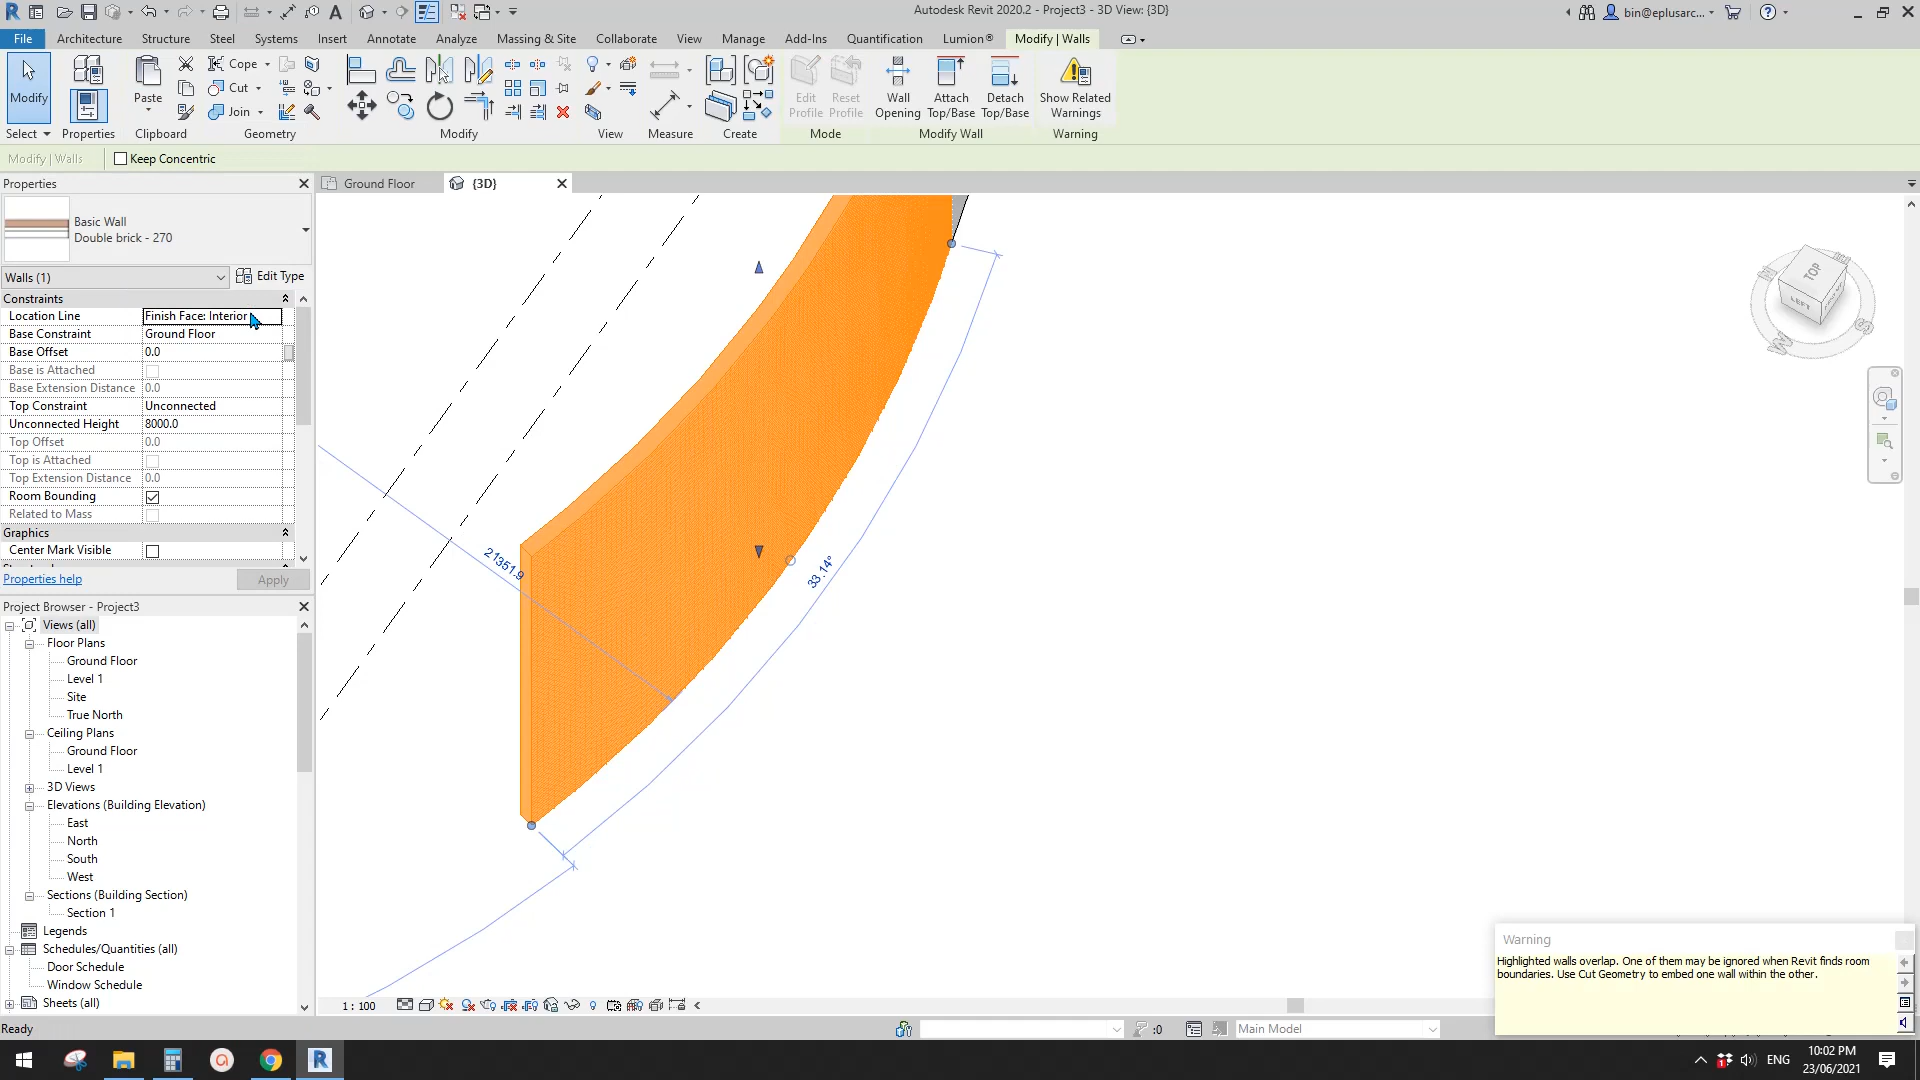 Autodesk Revit 2020.2 - Project3 - 3D View: {3D}
bin@eplusarc...
File Architecture Structure Steel Systems Insert Annotate Analyze Massing & Site Collaborate View Manage Add-Ins Quantification Lumion® Modify | Walls
Modify
Select
Properties
Paste
Clipboard
Cope
Cut
Join
Geometry
Modify
View
Measure
Create
Edit
Profile
Reset
Profile
Mode
Wall
Opening
Attach
Top/Base
Detach
Top/Base
Modify Wall
Show Related
Warnings
Warning
Modify | Walls
Keep Concentric
Properties
Ground Floor
{3D}
Basic Wall
Double brick - 270
Walls (1)
Edit Type
Constraints
Location Line Finish Face: Interior
Base Constraint Ground Floor
Base Offset 0.0
Base is Attached
Base Extension Distance 0.0
Top Constraint Unconnected
Unconnected Height 8000.0
Top Offset 0.0
Top is Attached
Top Extension Distance 0.0
Room Bounding
Related to Mass
Graphics
Center Mark Visible
Properties help
Apply
Project Browser - Project3
Views (all)
Floor Plans
Ground Floor
Level 1
Site
True North
Ceiling Plans
Ground Floor
Level 1
3D Views
Elevations (Building Elevation)
East
North
South
West
Sections (Building Section)
Section 1
Legends
Schedules/Quantities (all)
Door Schedule
Window Schedule
Sheets (all)
21351.9
33.14°
TOP
LEFT
W
S
E
Warning
Highlighted walls overlap. One of them may be ignored when Revit finds room
boundaries. Use Cut Geometry to embed one wall within the other.
1 : 100
Ready
:0
Main Model
ENG
10:02 PM
23/06/2021